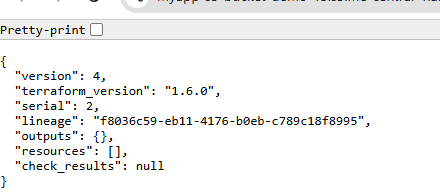 Pretty-print
{
"version": 4,
"terraform_version": "1.6.0",
"serial": 2,
"lineage": "f8036c59-eb11-4176-b0eb-c789c18f8995",
"outputs": {},
"resources": [],
"check_results": null
}